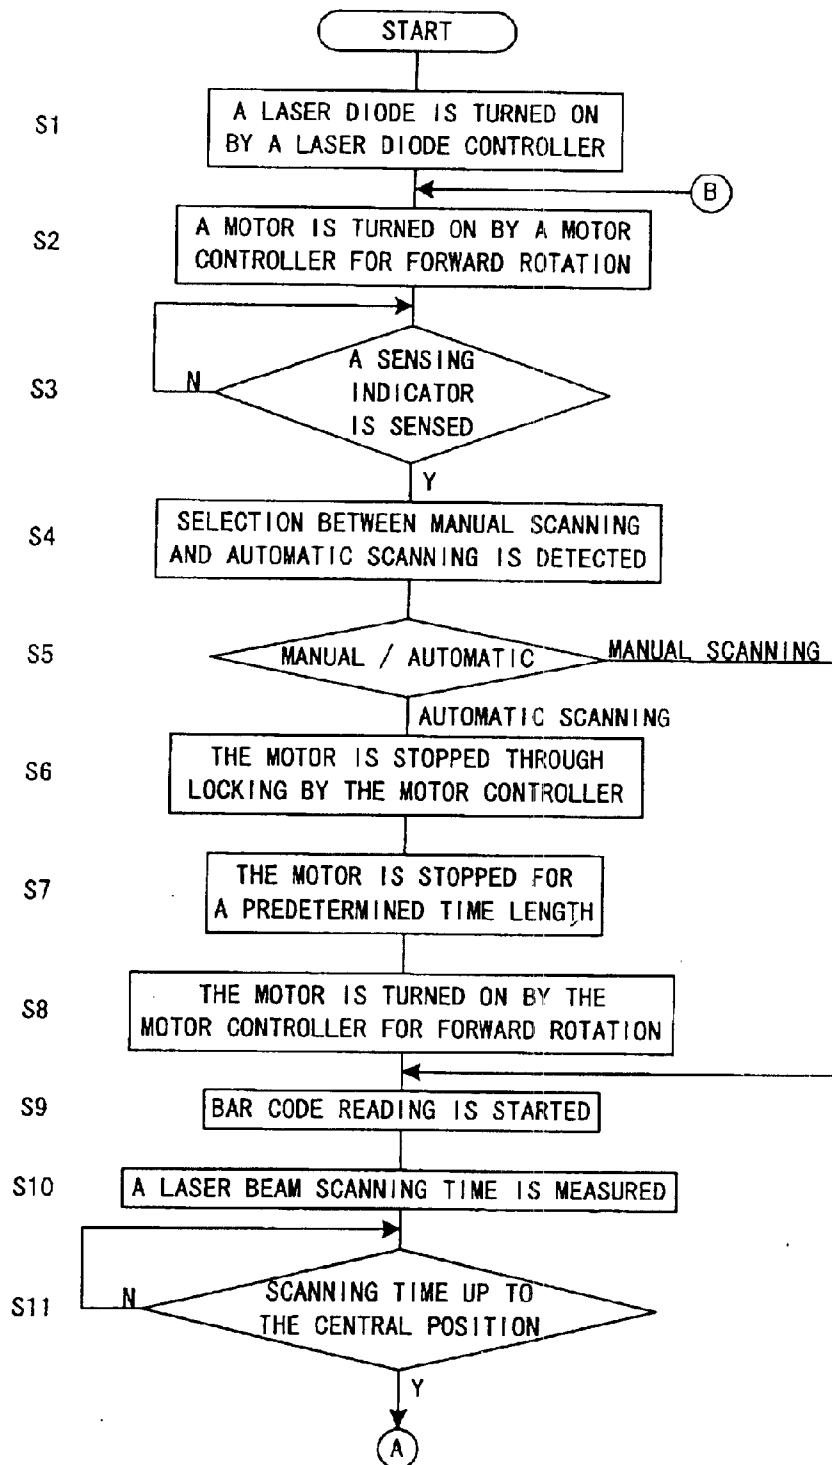 START
S1
A LASER DIODE IS TURNED ON
BY A LASER DIODE CONTROLLER
B
S2
A MOTOR IS TURNED ON BY A MOTOR
CONTROLLER FOR FORWARD ROTATION
S3
A SENSING
INDICATOR
IS SENSED
N
Y
S4
SELECTION BETWEEN MANUAL SCANNING
AND AUTOMATIC SCANNING IS DETECTED
S5
MANUAL / AUTOMATIC
MANUAL SCANNING
AUTOMATIC SCANNING
S6
THE MOTOR IS STOPPED THROUGH
LOCKING BY THE MOTOR CONTROLLER
S7
THE MOTOR IS STOPPED FOR
A PREDETERMINED TIME LENGTH
S8
THE MOTOR IS TURNED ON BY THE
MOTOR CONTROLLER FOR FORWARD ROTATION
S9
BAR CODE READING IS STARTED
S10
A LASER BEAM SCANNING TIME IS MEASURED
S11
N
SCANNING TIME UP TO
THE CENTRAL POSITION
Y
A